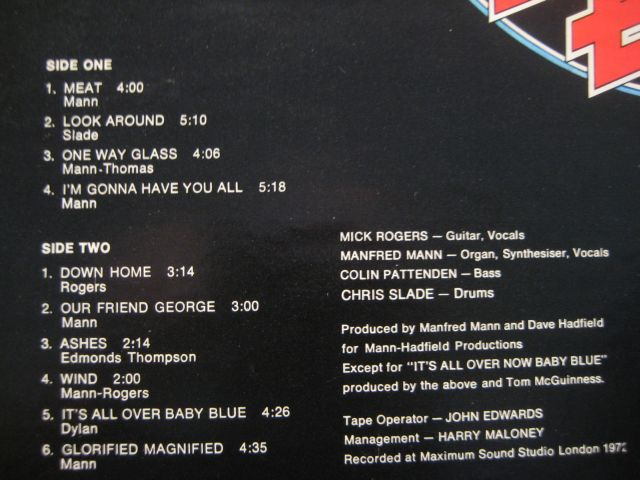 SIDE ONE
1. MEAT 4:00
Mann
2. LOOK AROUND 5:10
Slade
3. ONE WAY GLASS 4:06
Mann-Thomas
4. I'M GONNA HAVE YOU ALL 5:18
Mann
SIDE TWO
1. DOWN HOME 3:14
Rogers
2. OUR FRIEND GEORGE 3:00
Mann
3. ASHES 2:14
Edmonds Thompson
4. WIND 2:00
Mann-Rogers
5. IT'S ALL OVER BABY BLUE 4:26
Dylan
6. GLORIFIED MAGNIFIED 4:35
Mann
MICK ROGERS — Guitar, Vocals
MANFRED MANN — Organ, Synthesiser, Vocals
COLIN PATTENDEN — Bass
CHRIS SLADE — Drums
Produced by Manfred Mann and Dave Hadfield
for Mann-Hadfield Productions
Except for "IT'S ALL OVER NOW BABY BLUE"
produced by the above and Tom McGuinness.
Tape Operator — JOHN EDWARDS
Management — HARRY MALONEY
Recorded at Maximum Sound Studio London 1972